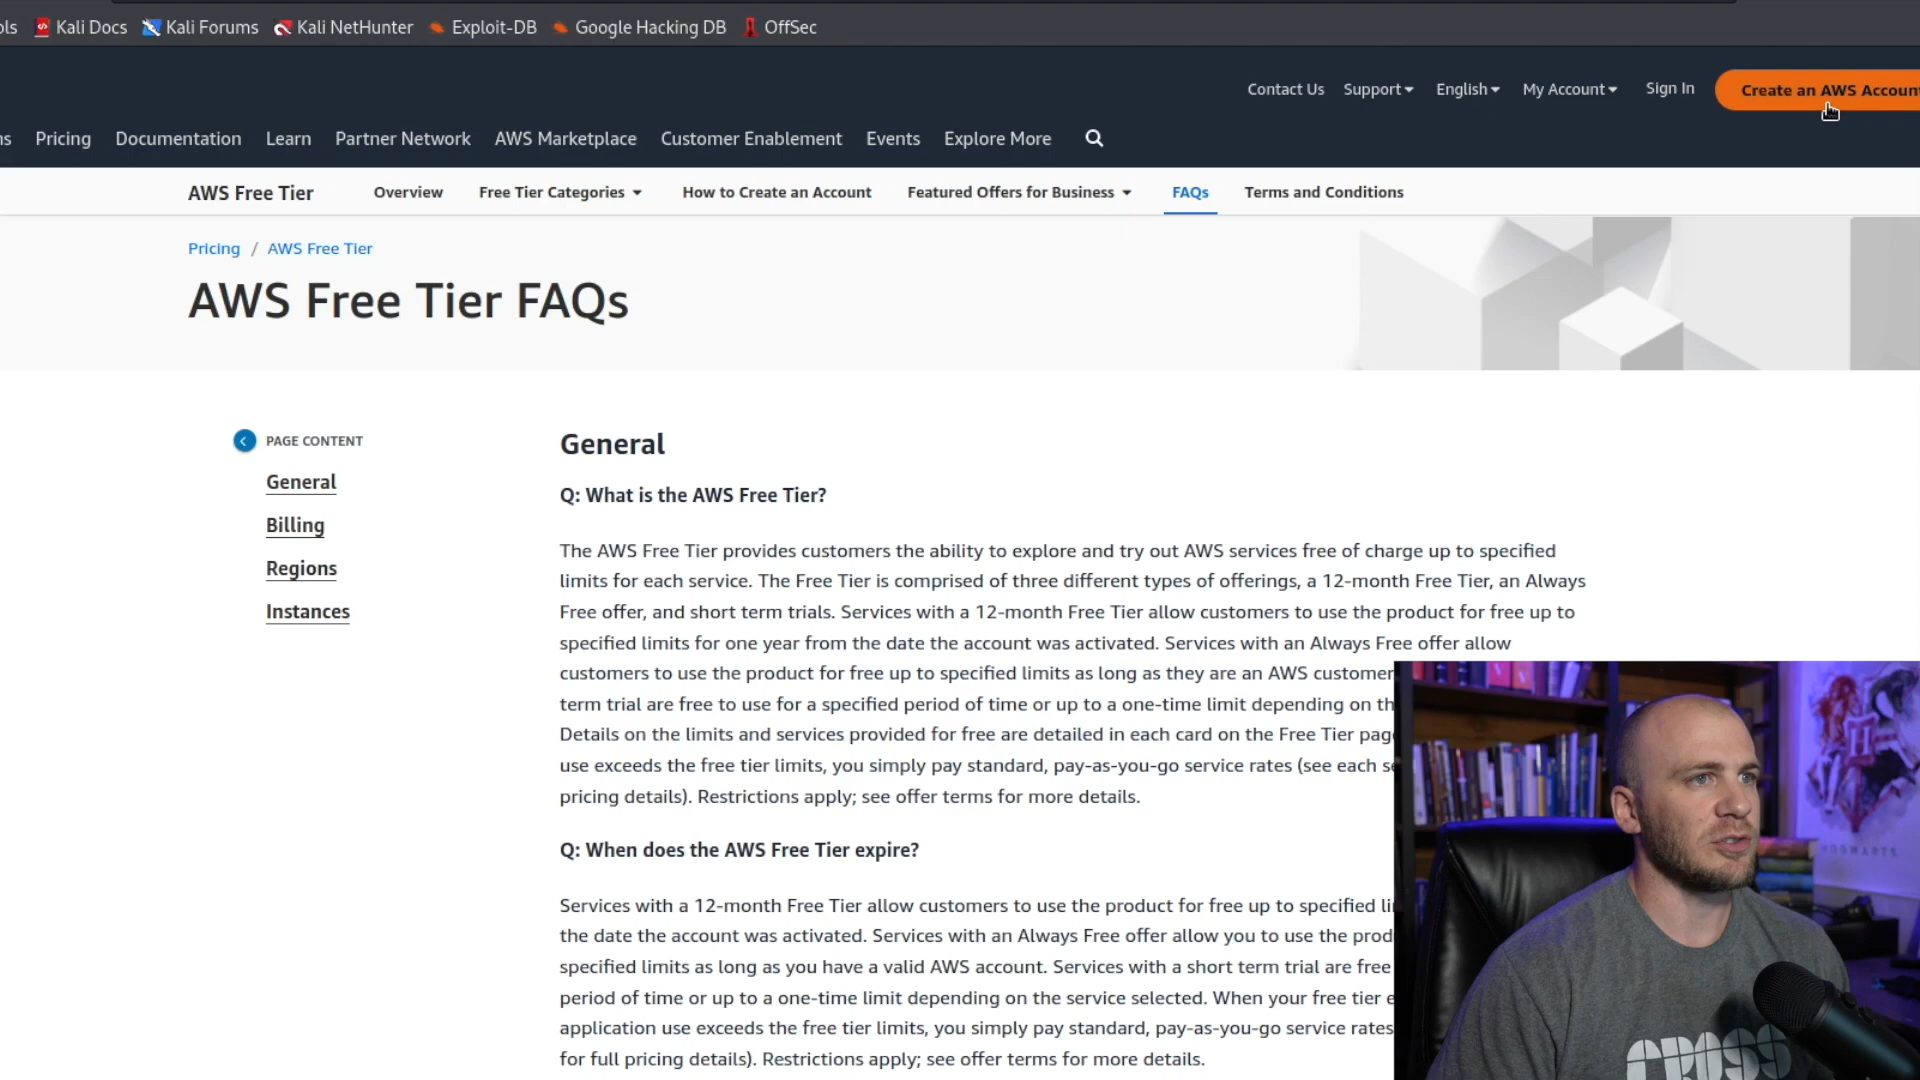 ols Kali Docs Kali Forums Kali NetHunter Exploit-DB Google Hacking DB OffSec
Contact Us Support English My Account Sign In Create an AWS Accoun
ns Pricing Documentation Learn Partner Network AWS Marketplace Customer Enablement Events Explore More
AWS Free Tier Overview Free Tier Categories How to Create an Account Featured Offers for Business FAQs Terms and Conditions
Pricing / AWS Free Tier
AWS Free Tier FAQs
PAGE CONTENT
General
Billing
Regions
Instances
General
Q: What is the AWS Free Tier?
The AWS Free Tier provides customers the ability to explore and try out AWS services free of charge up to specified
limits for each service. The Free Tier is comprised of three different types of offerings, a 12-month Free Tier, an Always
Free offer, and short term trials. Services with a 12-month Free Tier allow customers to use the product for free up to
specified limits for one year from the date the account was activated. Services with an Always Free offer allow
customers to use the product for free up to specified limits as long as they are an AWS customer
term trial are free to use for a specified period of time or up to a one-time limit depending on th
Details on the limits and services provided for free are detailed in each card on the Free Tier pag
use exceeds the free tier limits, you simply pay standard, pay-as-you-go service rates (see each se
pricing details). Restrictions apply; see offer terms for more details.
Q: When does the AWS Free Tier expire?
Services with a 12-month Free Tier allow customers to use the product for free up to specified li
the date the account was activated. Services with an Always Free offer allow you to use the prod
specified limits as long as you have a valid AWS account. Services with a short term trial are free
period of time or up to a one-time limit depending on the service selected. When your free tier e
application use exceeds the free tier limits, you simply pay standard, pay-as-you-go service rates
for full pricing details). Restrictions apply; see offer terms for more details.
HOGWARTS
CROSS